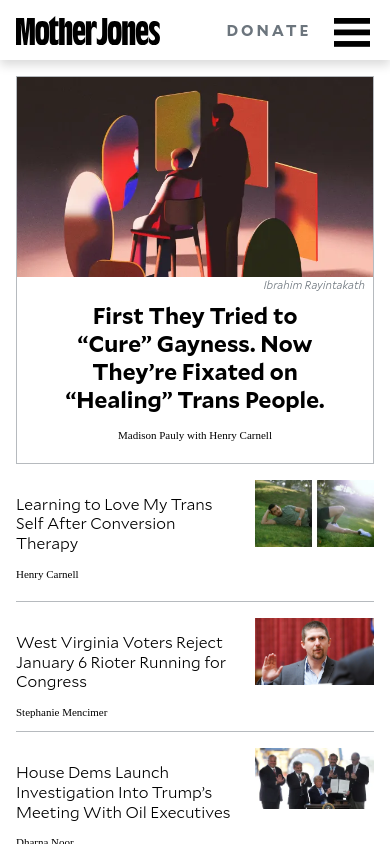 Mother Jones
DONATE
Ibrahim Rayintakath
First They Tried to
“Cure” Gayness. Now
They’re Fixated on
“Healing” Trans People.
Madison Pauly with Henry Carnell
Learning to Love My Trans
Self After Conversion
Therapy
Henry Carnell
West Virginia Voters Reject
January 6 Rioter Running for
Congress
Stephanie Mencimer
House Dems Launch
Investigation Into Trump’s
Meeting With Oil Executives
Dharna Noor